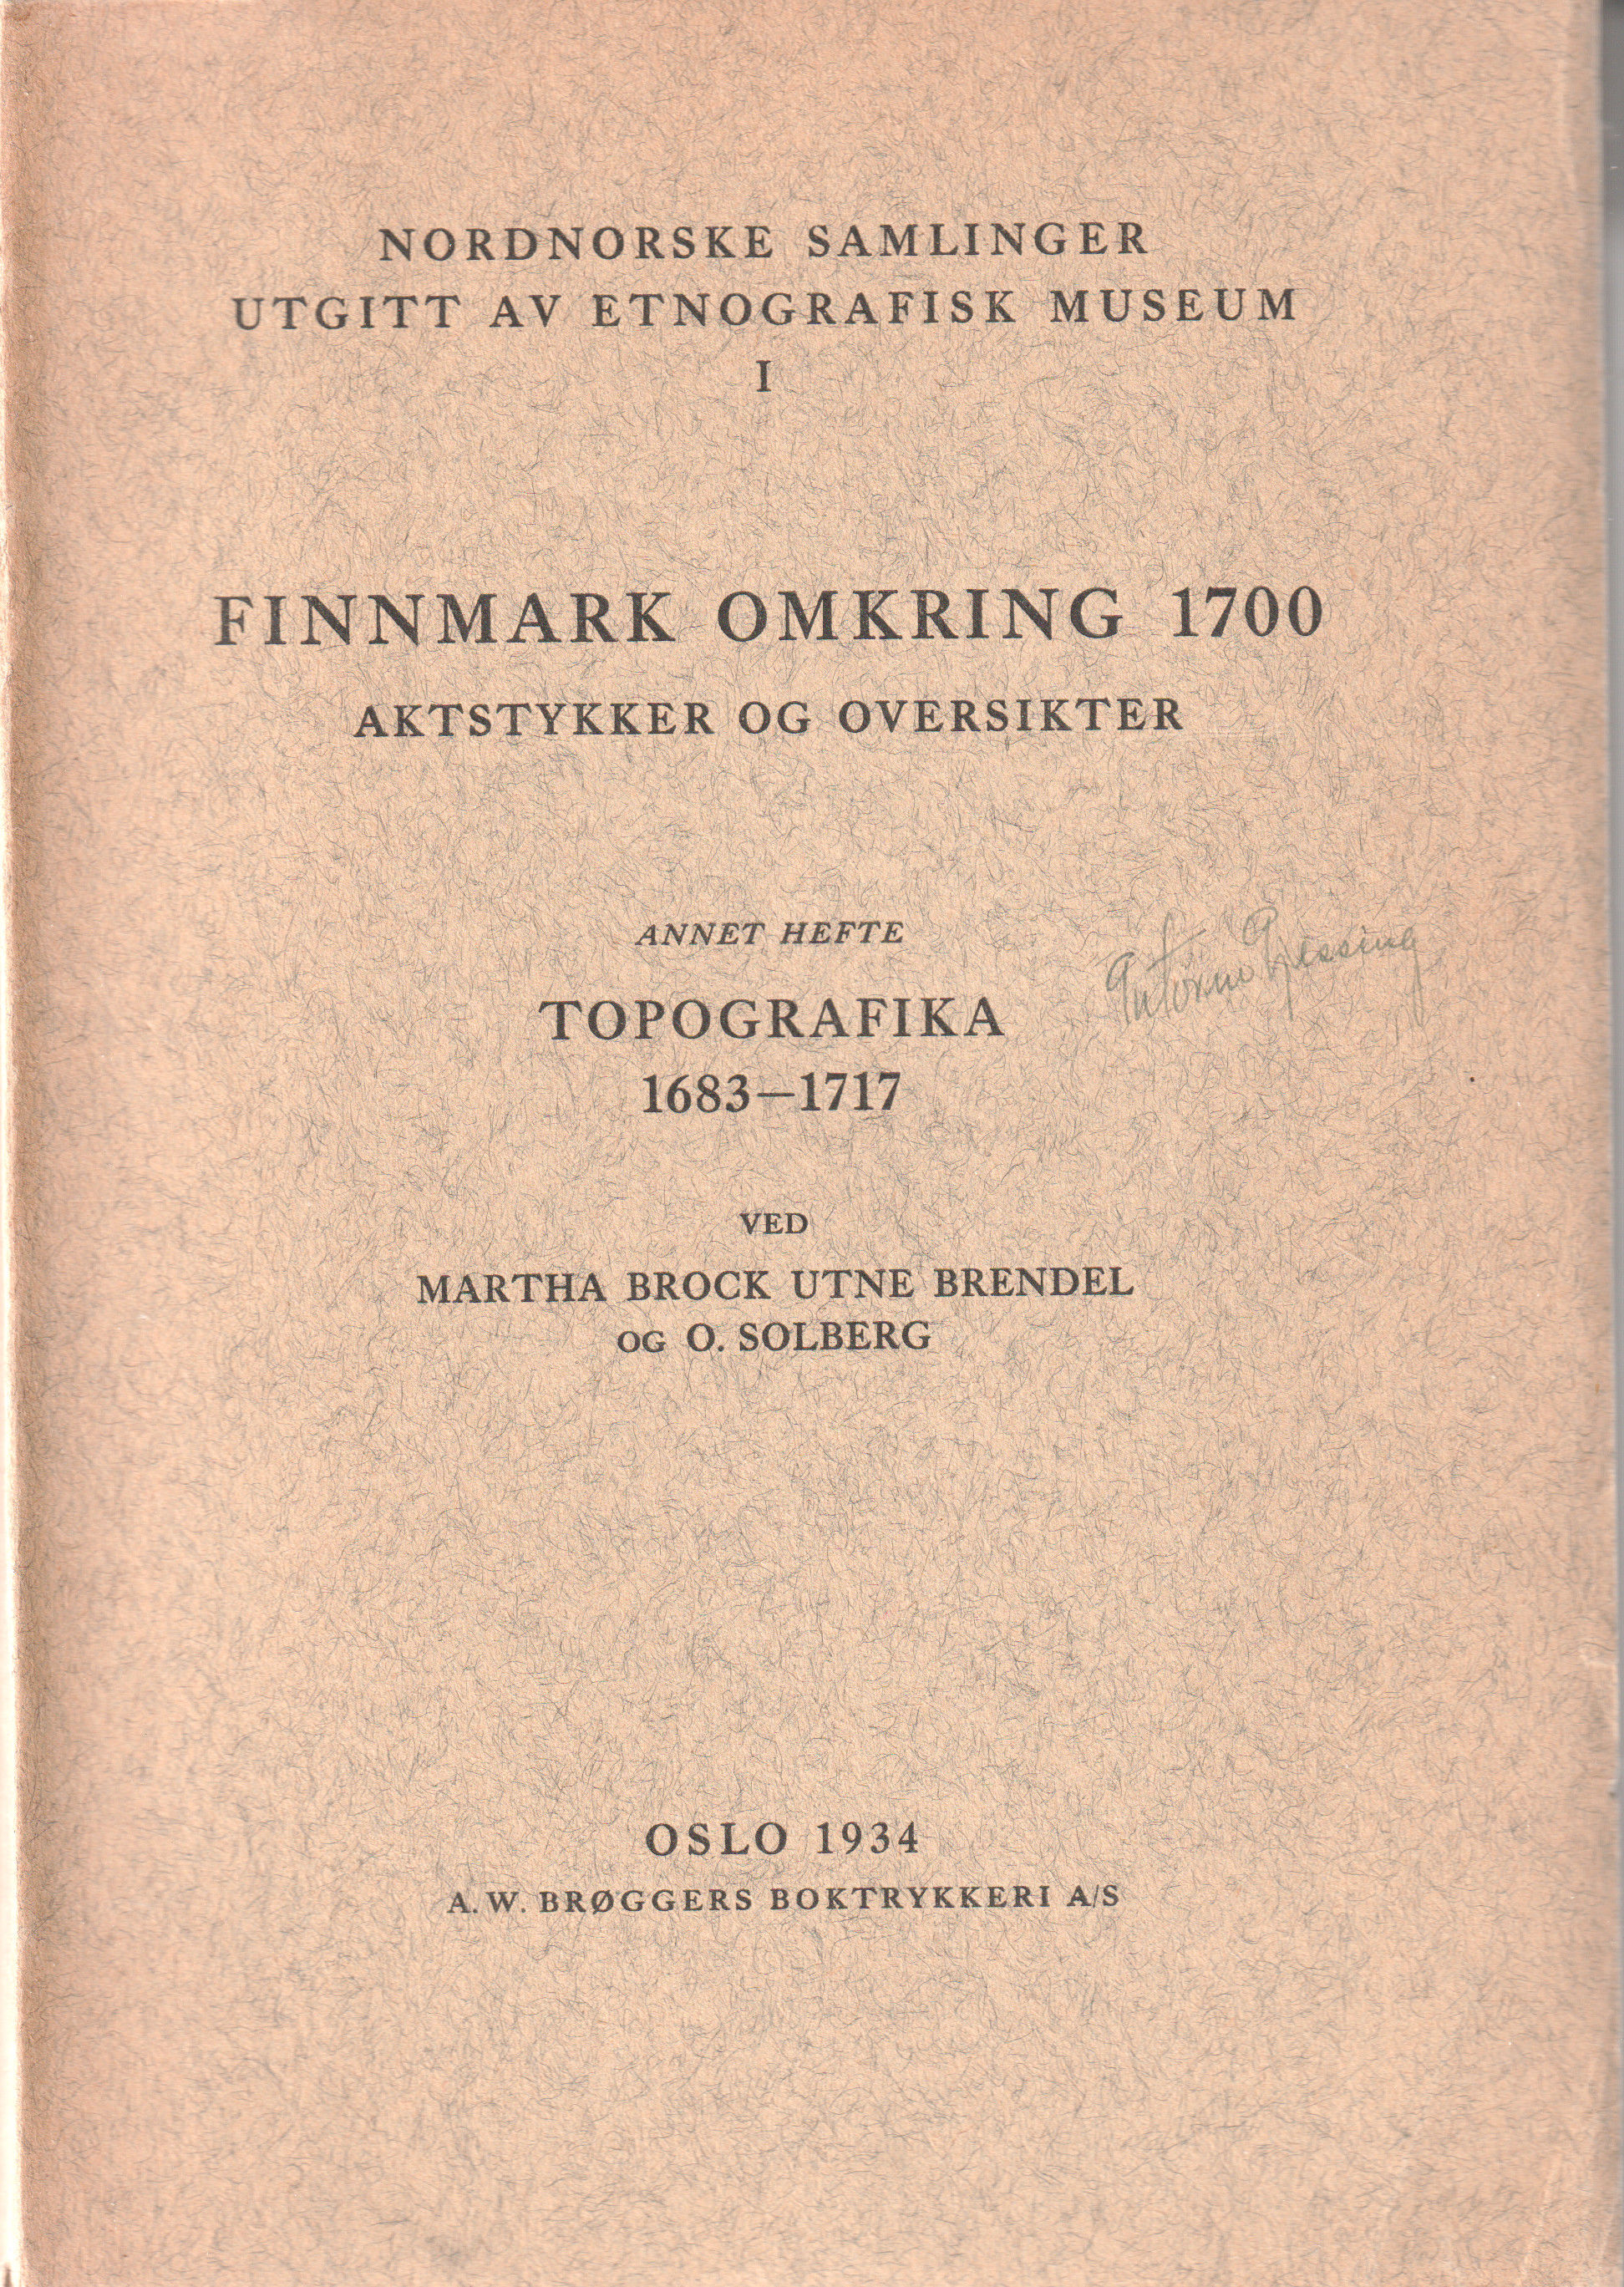 NORDNORSKE SAMLINGER
UTGITT AV ETNOGRAFISK MUSEUM
I
FINNMARK OMKRING 1700
AKTSTYKKER OG OVERSIKTER
ANNET HEFTE
TOPOGRAFIKA
1683—1717
VED
MARTHA BROCK UTNE BRENDEL
OG O. SOLBERG
OSLO 1934
A. W. BRØGGERS BOKTRYKKERI A/S